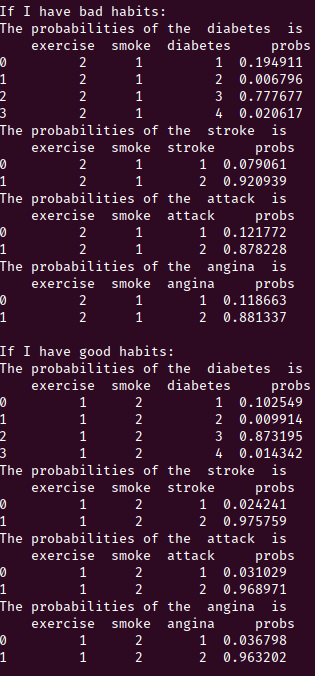 If I have bad habits:
The probabilities of the  diabetes  is
    exercise  smoke  diabetes     probs
0          2      1         1  0.194911
1          2      1         2  0.006796
2          2      1         3  0.777677
3          2      1         4  0.020617
The probabilities of the  stroke  is
    exercise  smoke  stroke     probs
0          2      1       1  0.079061
1          2      1       2  0.920939
The probabilities of the  attack  is
    exercise  smoke  attack     probs
0          2      1       1  0.121772
1          2      1       2  0.878228
The probabilities of the  angina  is
    exercise  smoke  angina     probs
0          2      1       1  0.118663
1          2      1       2  0.881337

If I have good habits:
The probabilities of the  diabetes  is
    exercise  smoke  diabetes     probs
0          1      2         1  0.102549
1          1      2         2  0.009914
2          1      2         3  0.873195
3          1      2         4  0.014342
The probabilities of the  stroke  is
    exercise  smoke  stroke     probs
0          1      2       1  0.024241
1          1      2       2  0.975759
The probabilities of the  attack  is
    exercise  smoke  attack     probs
0          1      2       1  0.031029
1          1      2       2  0.968971
The probabilities of the  angina  is
    exercise  smoke  angina     probs
0          1      2       1  0.036798
1          1      2       2  0.963202